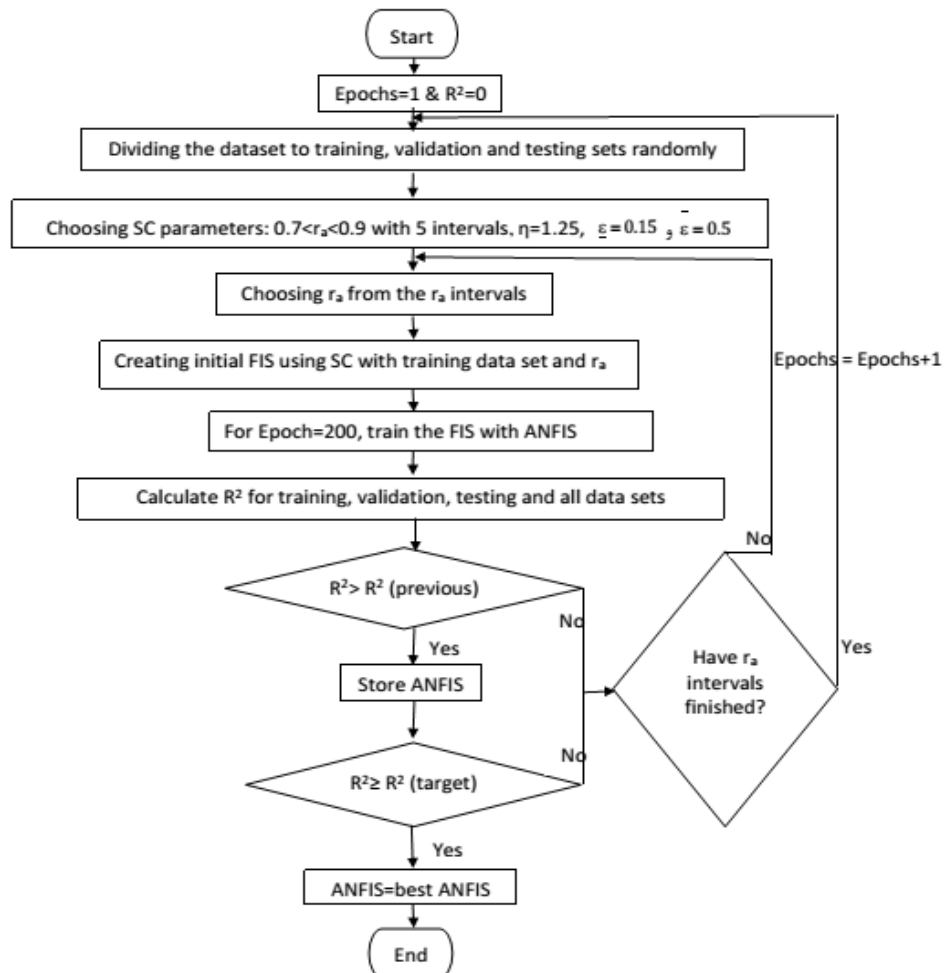 Start
Epochs=1 & R²=0
Dividing the dataset to training, validation and testing sets randomly
Choosing SC parameters: 0.7<rₐ<0.9 with 5 intervals, η=1.25, ε̲=0.15 , ε̄=0.5
Choosing rₐ from the rₐ intervals
Creating initial FIS using SC with training data set and rₐ
Epochs = Epochs+1
For Epoch=200, train the FIS with ANFIS
Calculate R² for training, validation, testing and all data sets
No
R²> R² (previous)
No
Yes
Yes
Store ANFIS
Have rₐ
intervals
finished?
No
R²≥ R² (target)
Yes
ANFIS=best ANFIS
End